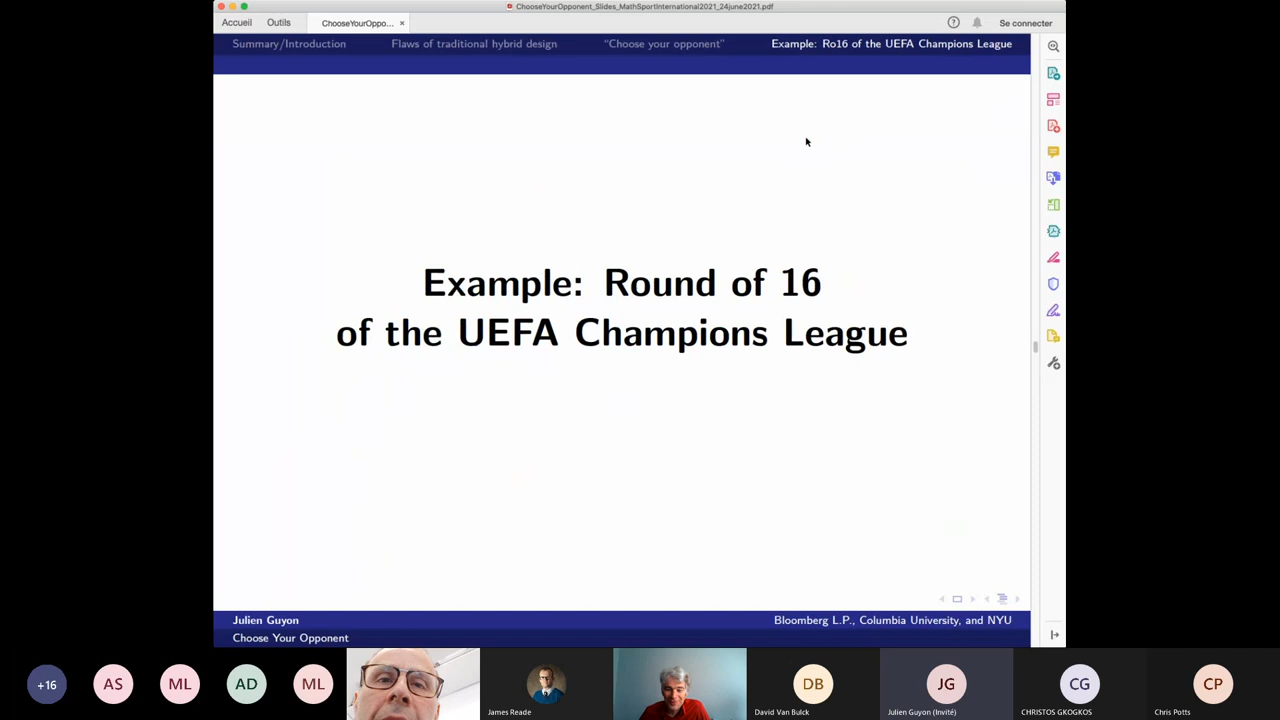 ChooseYourOpponent_Slides_MathSportInternational2021_24june2021.pdf
Accueil Outils ChooseYourOppo... × Se connecter
Summary/Introduction Flaws of traditional hybrid design “Choose your opponent” Example: Ro16 of the UEFA Champions League
Example: Round of 16
of the UEFA Champions League
Julien Guyon Bloomberg L.P., Columbia University, and NYU
Choose Your Opponent
+16 AS ML AD ML DB JG CG CP
James Reade David Van Bulck Julien Guyon (Invité) CHRISTOS GKOGKOS Chris Potts